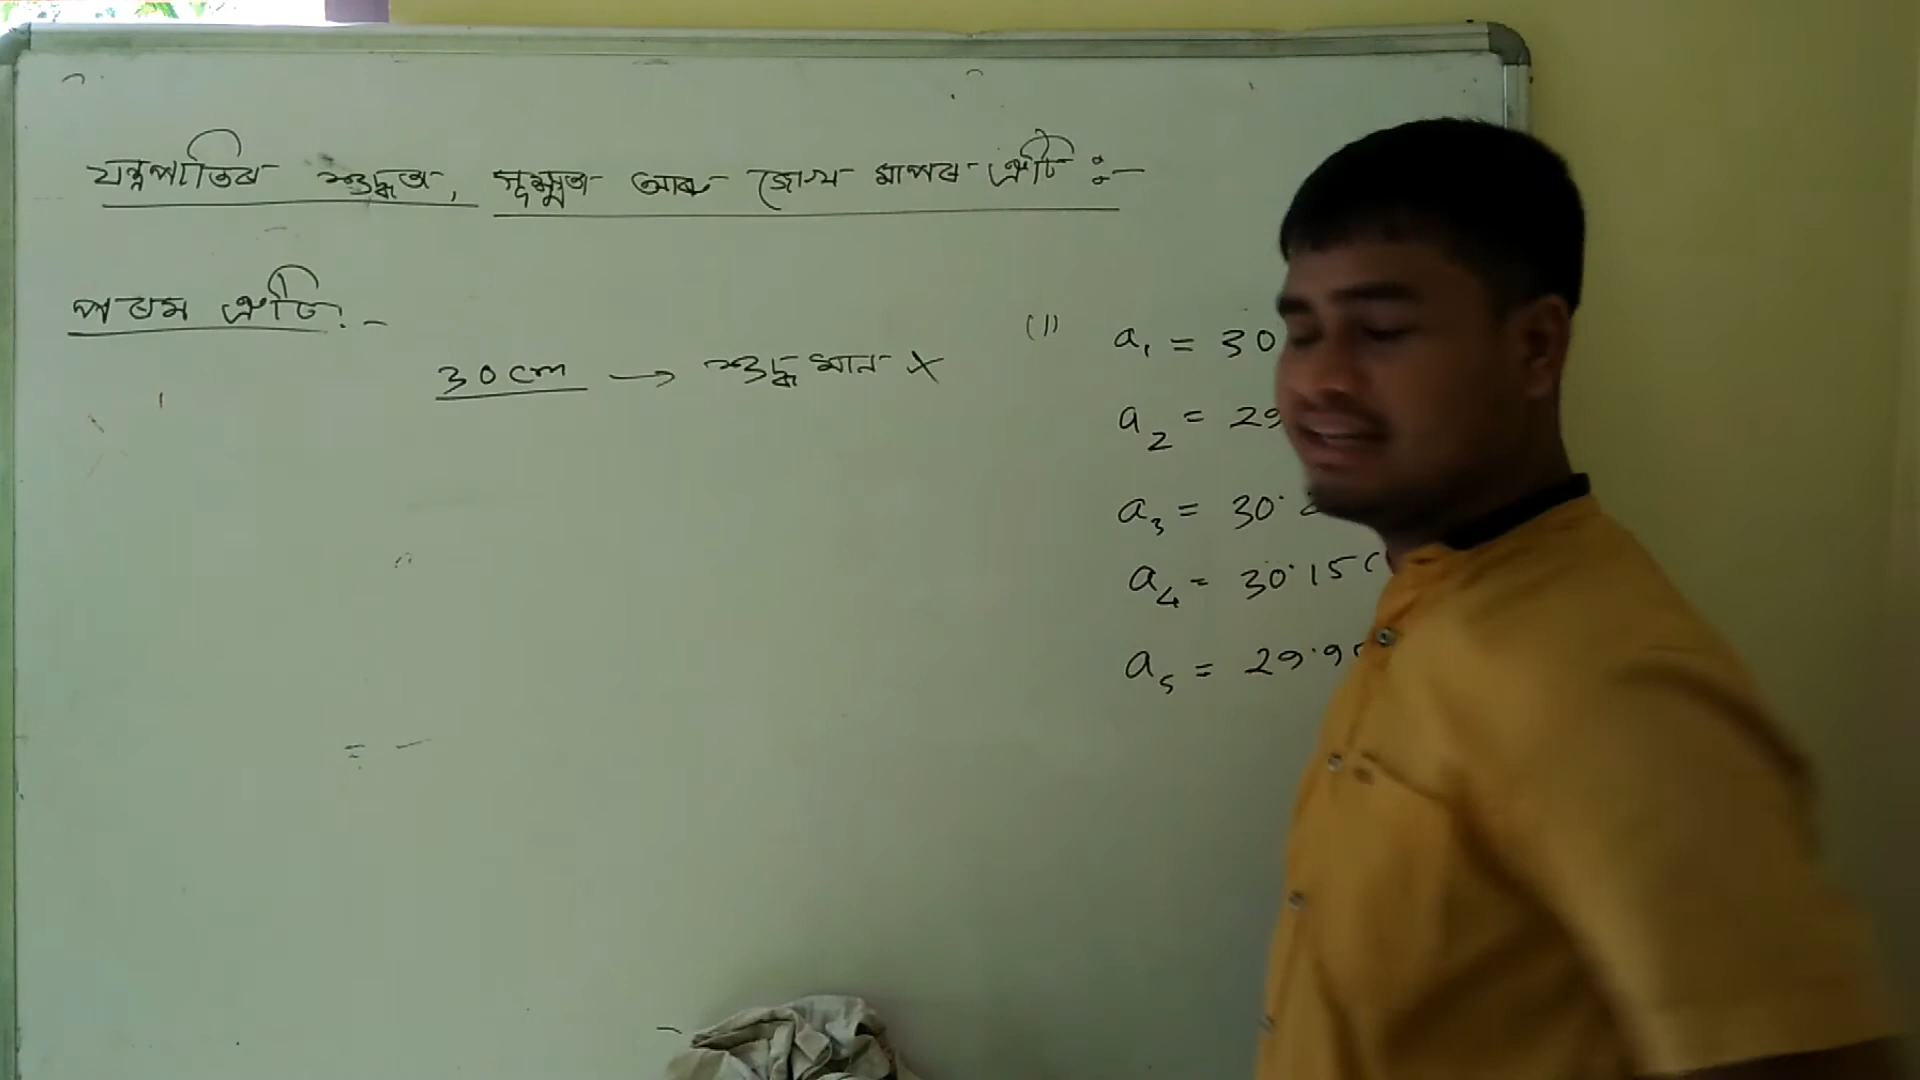 যন্ত্ৰপাতিৰ শুদ্ধতা, সূক্ষ্মতা আৰু জোখ মাপৰ ত্ৰুটি :-
পৰম ত্ৰুটি :-
30cm → শুদ্ধ মান X
(1) a₁ = 30
a₂ = 29
a₃ = 30.2
a₄ = 30.15 c
a₅ = 29.9